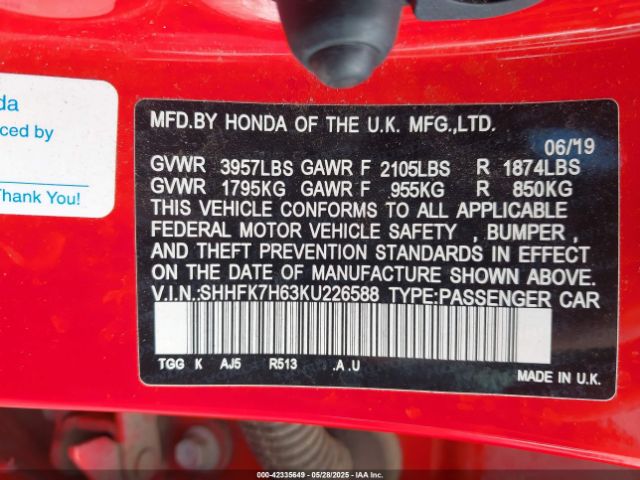 da
ced by
Thank You!
MFD.BY HONDA OF THE U.K. MFG.,LTD.
06/'19
GVWR 3957LBS GAWR F 2105LBS R 1874LBS
GVWR 1795KG GAWR F 955KG R 850KG
THIS VEHICLE CONFORMS TO ALL APPLICABLE
FEDERAL MOTOR VEHICLE SAFETY , BUMPER ,
AND THEFT PREVENTION STANDARDS IN EFFECT
ON THE DATE OF MANUFACTURE SHOWN ABOVE.
V.I.N.:SHHFK7H63KU226588 TYPE:PASSENGER CAR
TGG K AJ5 R513 .A .U
MADE IN U.K.
000-42335649 - 05/28/2025 - IAA Inc.